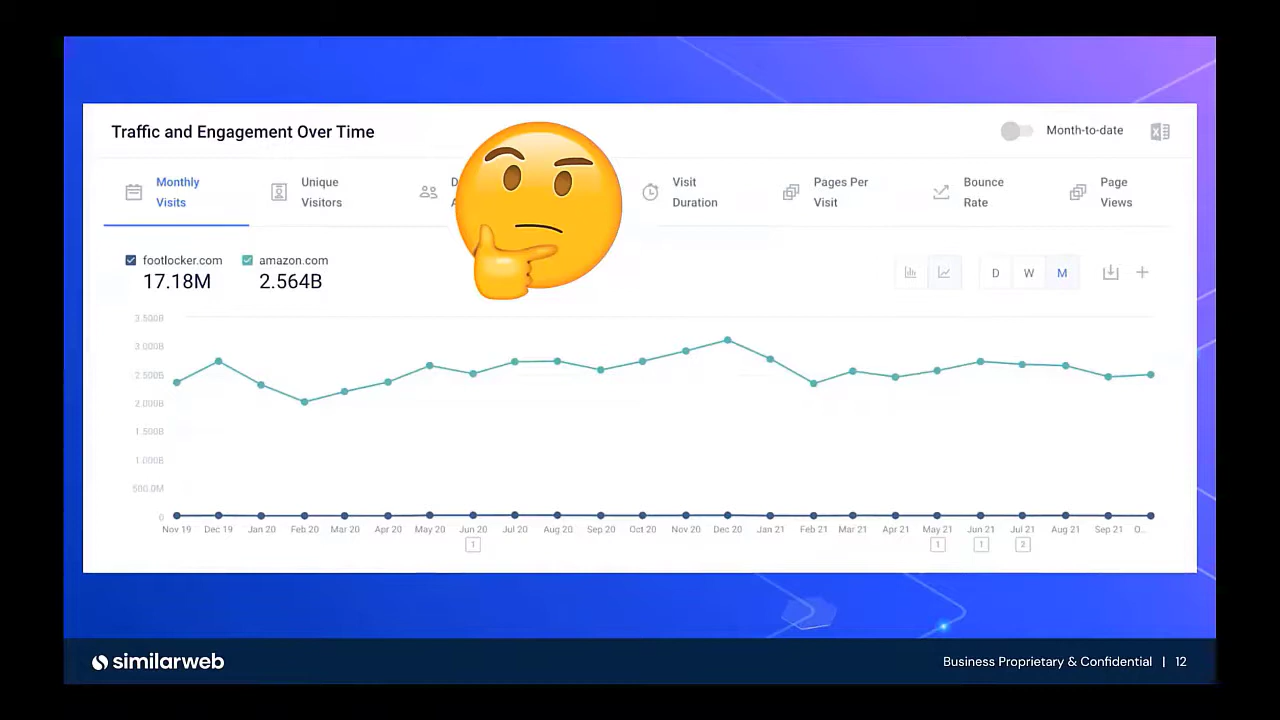 Traffic and Engagement Over Time
Month-to-date
Monthly Visits
Unique Visitors
Visit Duration
Pages Per Visit
Bounce Rate
Page Views
footlocker.com
17.18M
amazon.com
2.564B
D
W
M
3.500B
3.000B
2.500B
2.000B
1.500B
1.000B
500.0M
0
Nov 19 Dec 19 Jan 20 Feb 20 Mar 20 Apr 20 May 20 Jun 20 Jul 20 Aug 20 Sep 20 Oct 20 Nov 20 Dec 20 Jan 21 Feb 21 Mar 21 Apr 21 May 21 Jun 21 Jul 21 Aug 21 Sep 21 O...
1 1 1 2
similarweb
Business Proprietary & Confidential | 12